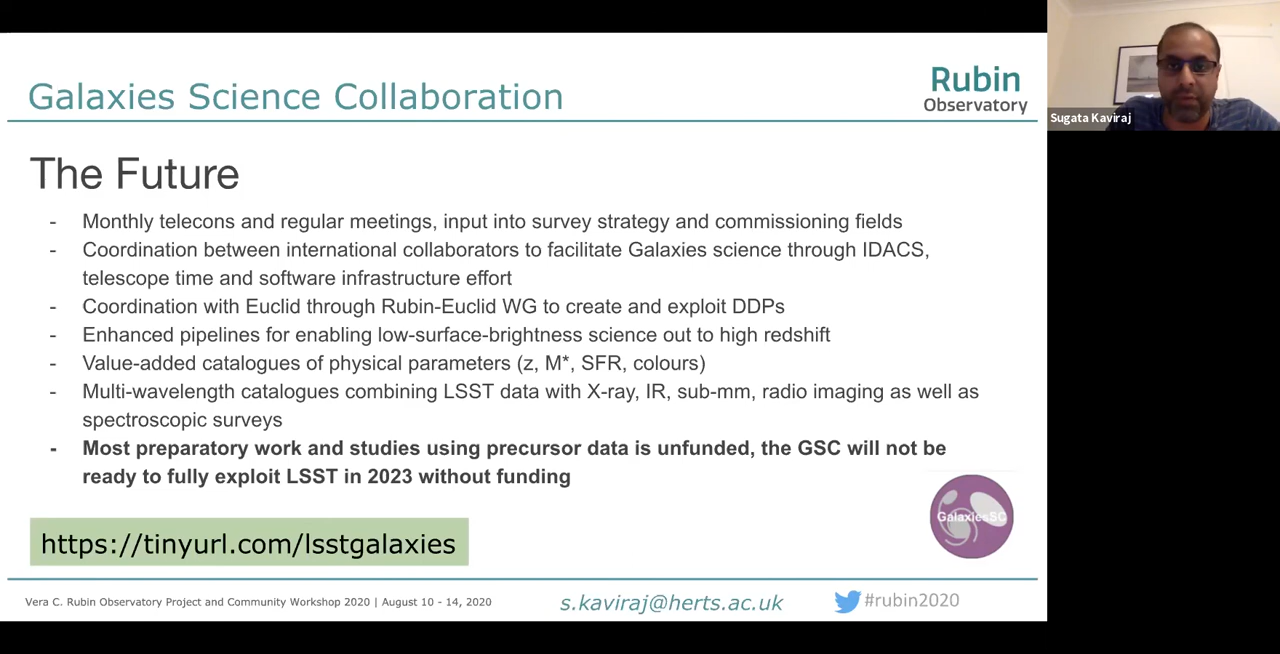 Galaxies Science Collaboration
Rubin
Observatory
Sugata Kaviraj
The Future
- Monthly telecons and regular meetings, input into survey strategy and commissioning fields
- Coordination between international collaborators to facilitate Galaxies science through IDACS,
telescope time and software infrastructure effort
- Coordination with Euclid through Rubin-Euclid WG to create and exploit DDPs
- Enhanced pipelines for enabling low-surface-brightness science out to high redshift
- Value-added catalogues of physical parameters (z, M*, SFR, colours)
- Multi-wavelength catalogues combining LSST data with X-ray, IR, sub-mm, radio imaging as well as
spectroscopic surveys
- Most preparatory work and studies using precursor data is unfunded, the GSC will not be
ready to fully exploit LSST in 2023 without funding
GalaxiesSC
https://tinyurl.com/lsstgalaxies
Vera C. Rubin Observatory Project and Community Workshop 2020 | August 10 - 14, 2020
s.kaviraj@herts.ac.uk
#rubin2020